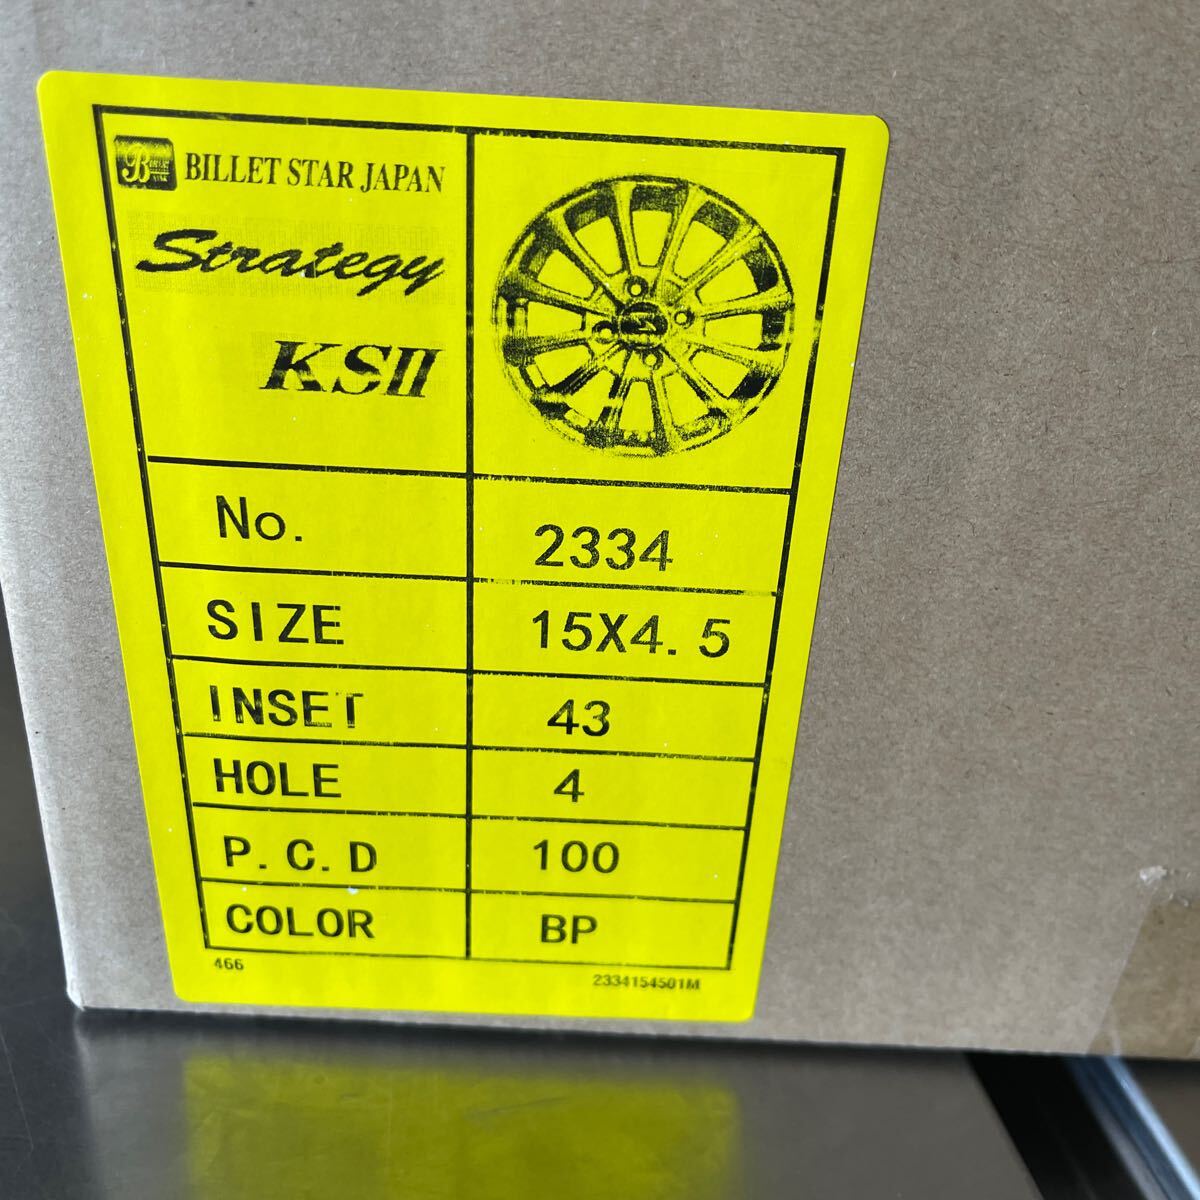 BILLET STAR JAPAN
Strategy
KSII
No. 2334
SIZE 15X4.5
INSET 43
HOLE 4
P.C.D 100
COLOR BP
466 2334154501M